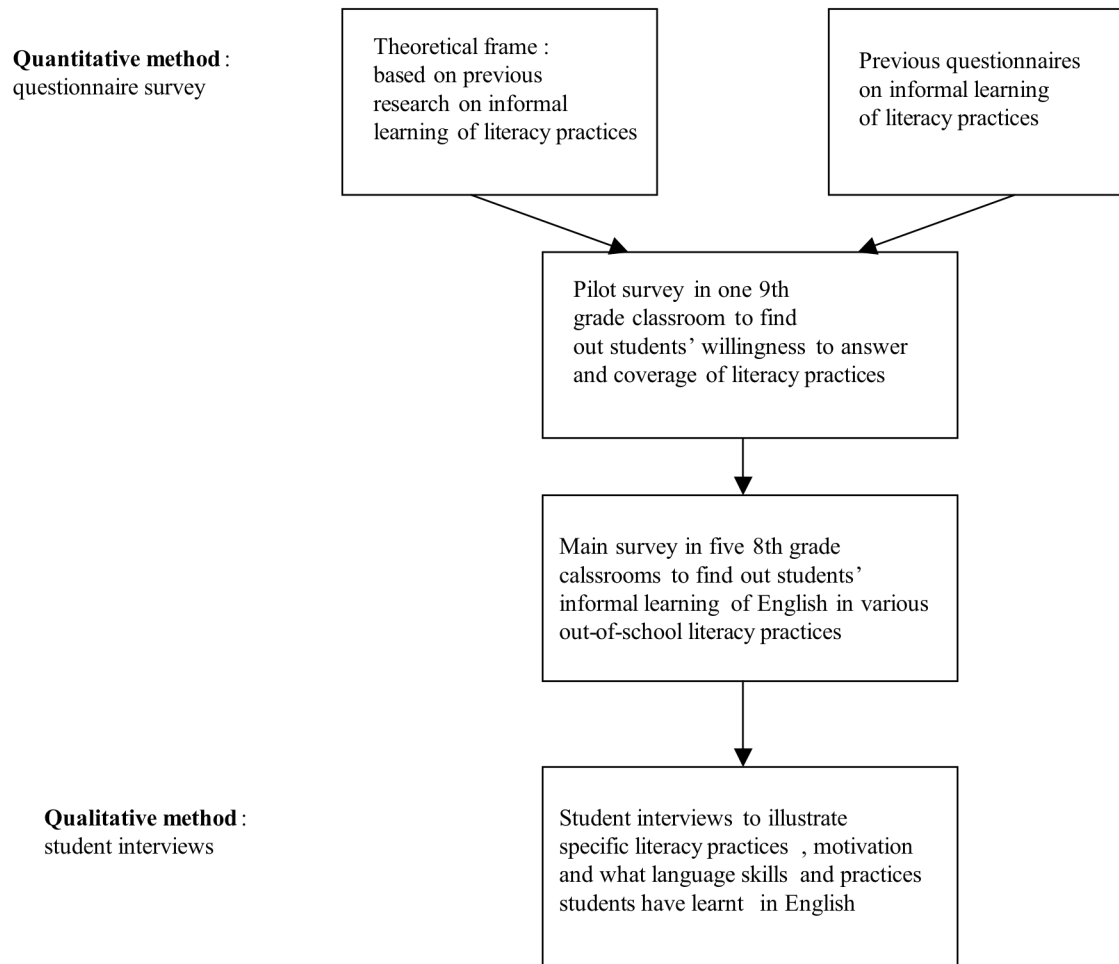 Quantitative method :
questionnaire survey
Theoretical frame :
based on previous
research on informal
learning of literacy practices
Previous questionnaires
on informal learning
of literacy practices
Pilot survey in one 9th
grade classroom to find
out students’ willingness to answer
and coverage of literacy practices
Main survey in five 8th grade
calssrooms to find out students’
informal learning of English in various
out-of-school literacy practices
Qualitative method :
student interviews
Student interviews to illustrate
specific literacy practices , motivation
and what language skills and practices
students have learnt in English